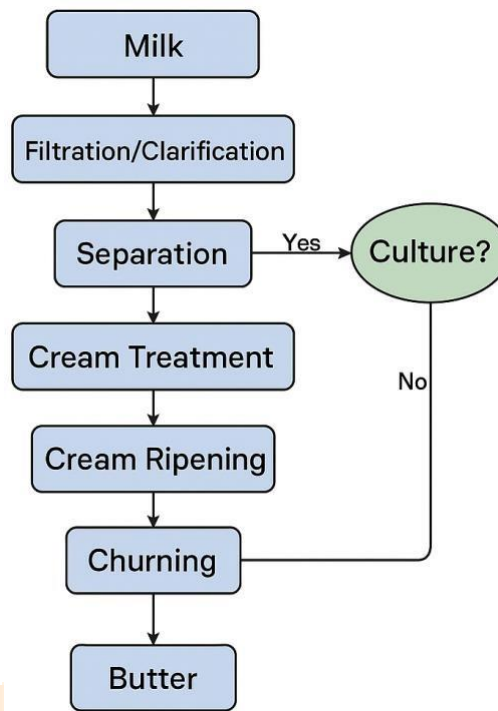 Milk
Filtration/Clarification
Separation
Yes
Culture?
Cream Treatment
No
Cream Ripening
Churning
Butter